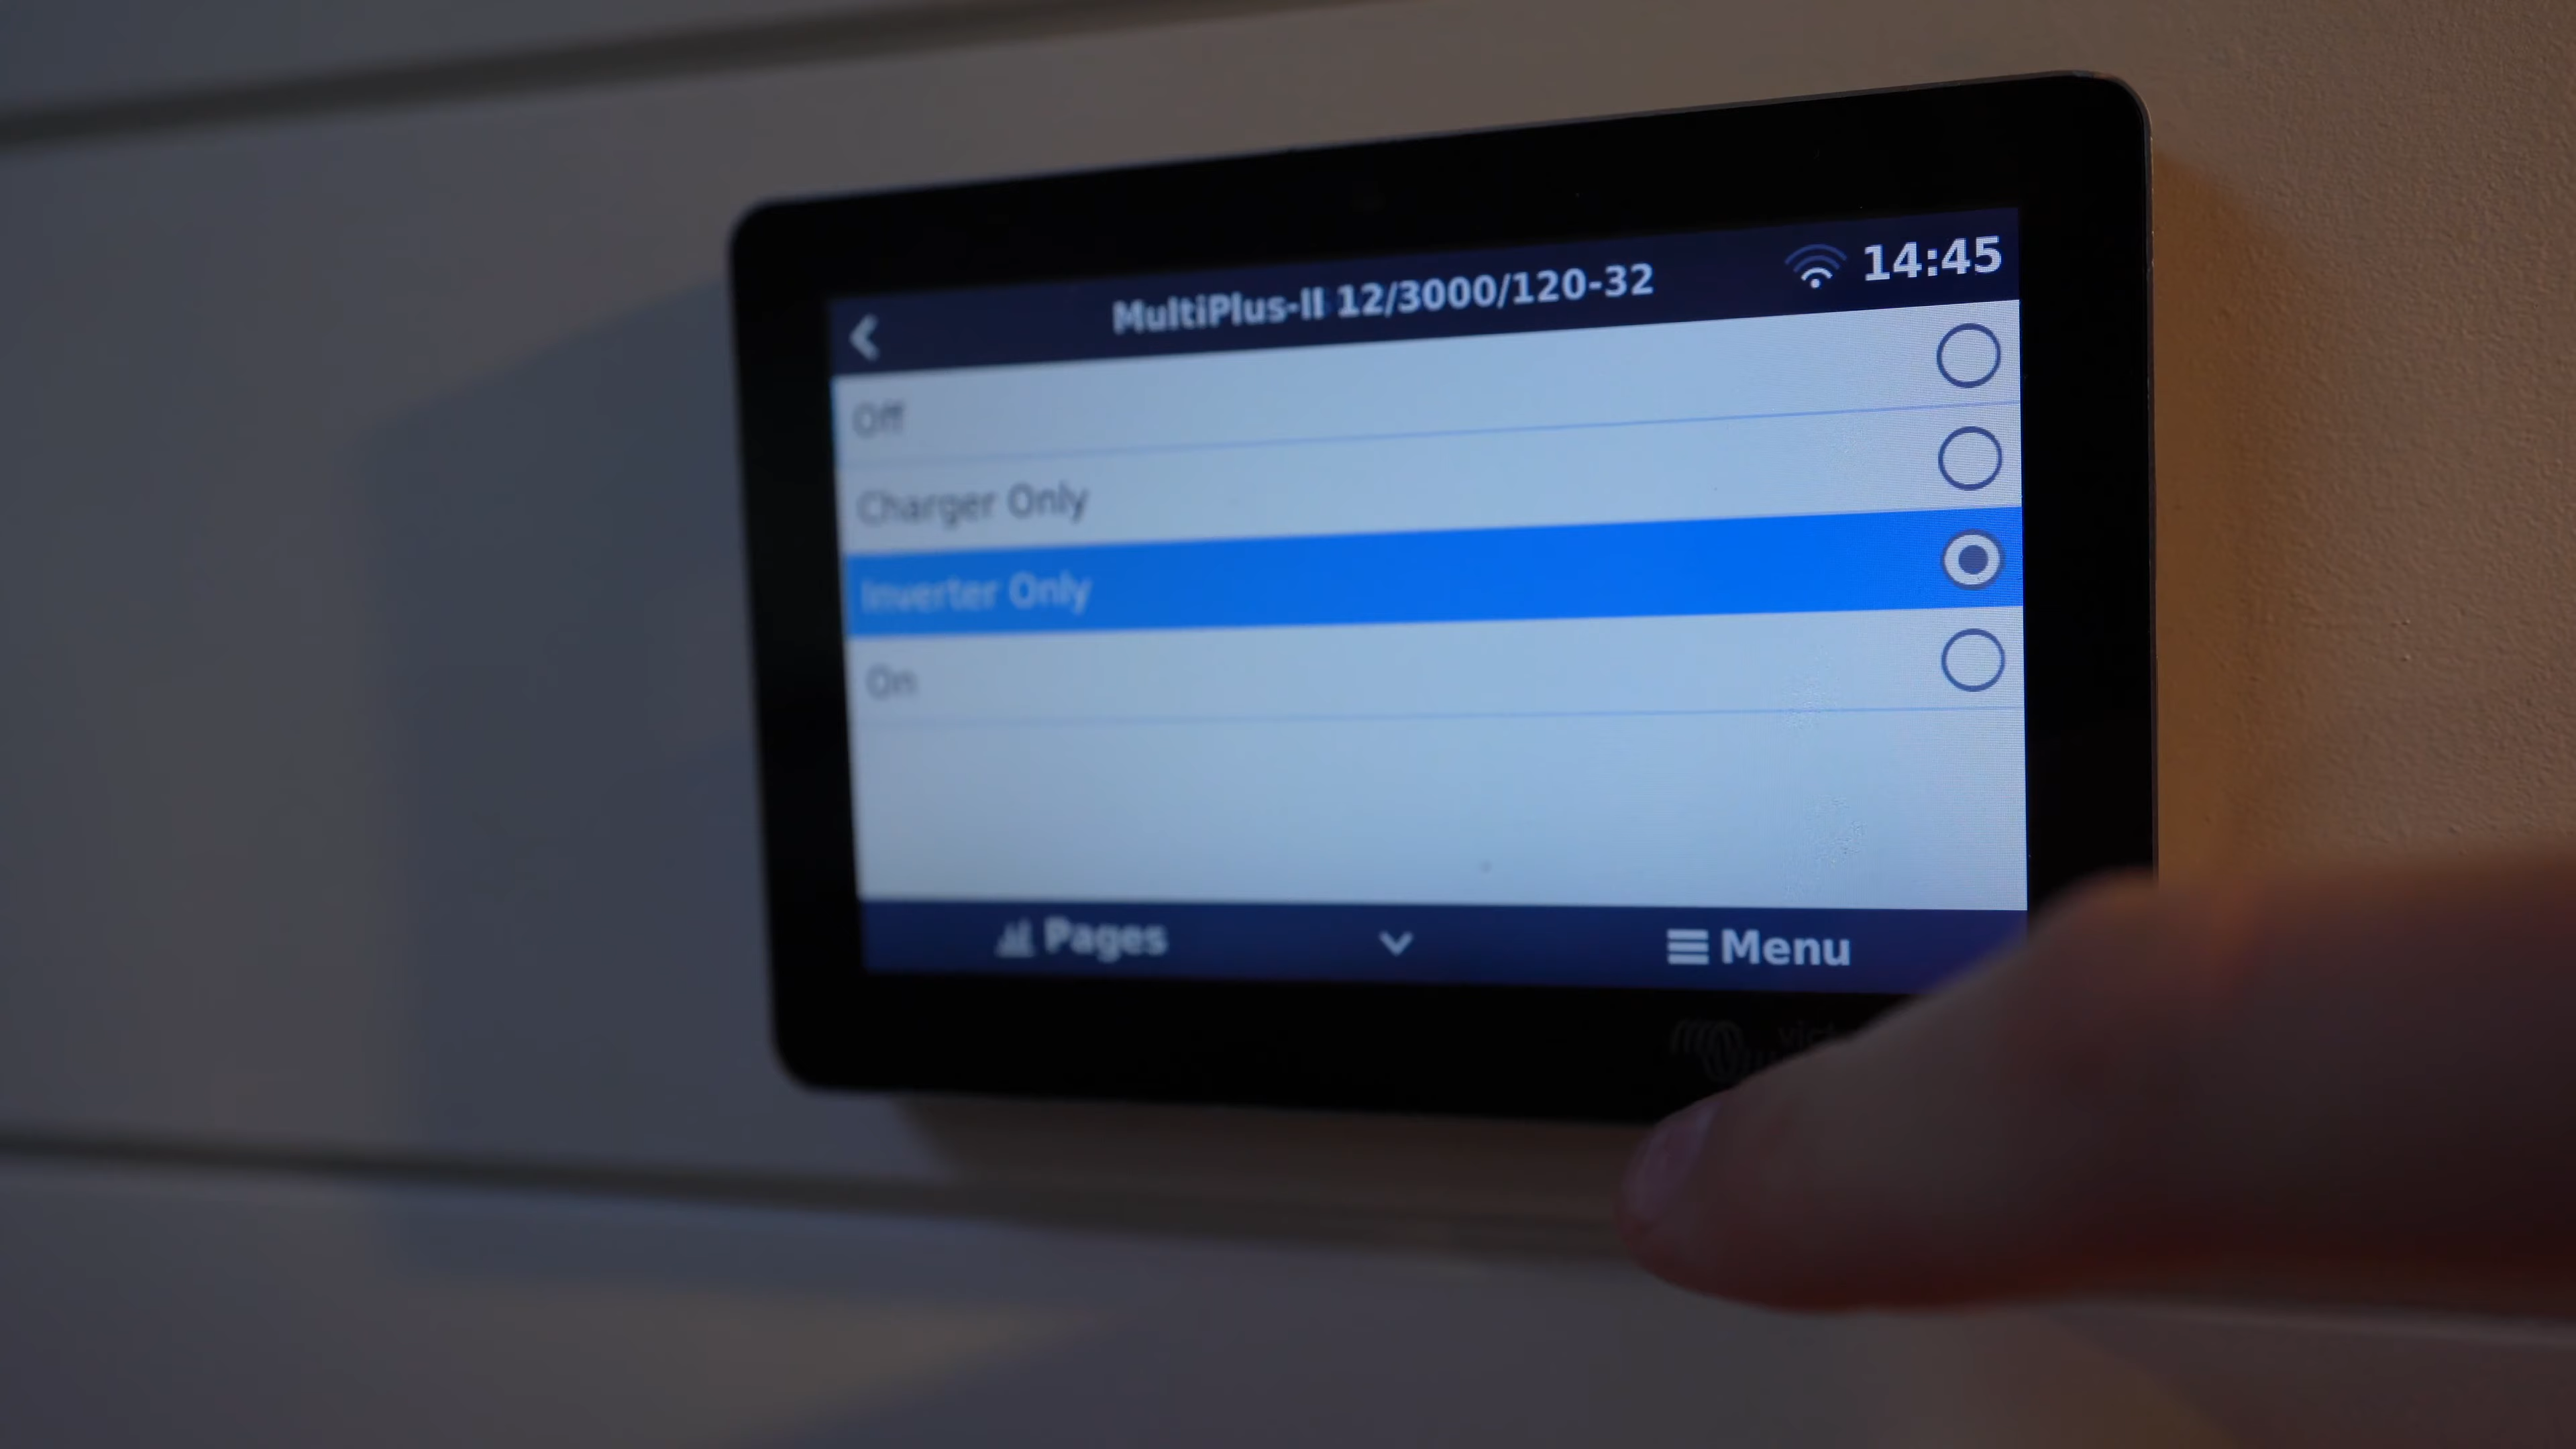 MultiPlus-II 12/3000/120-32
14:45
Off
Charger Only
Inverter Only
On
Pages
Menu